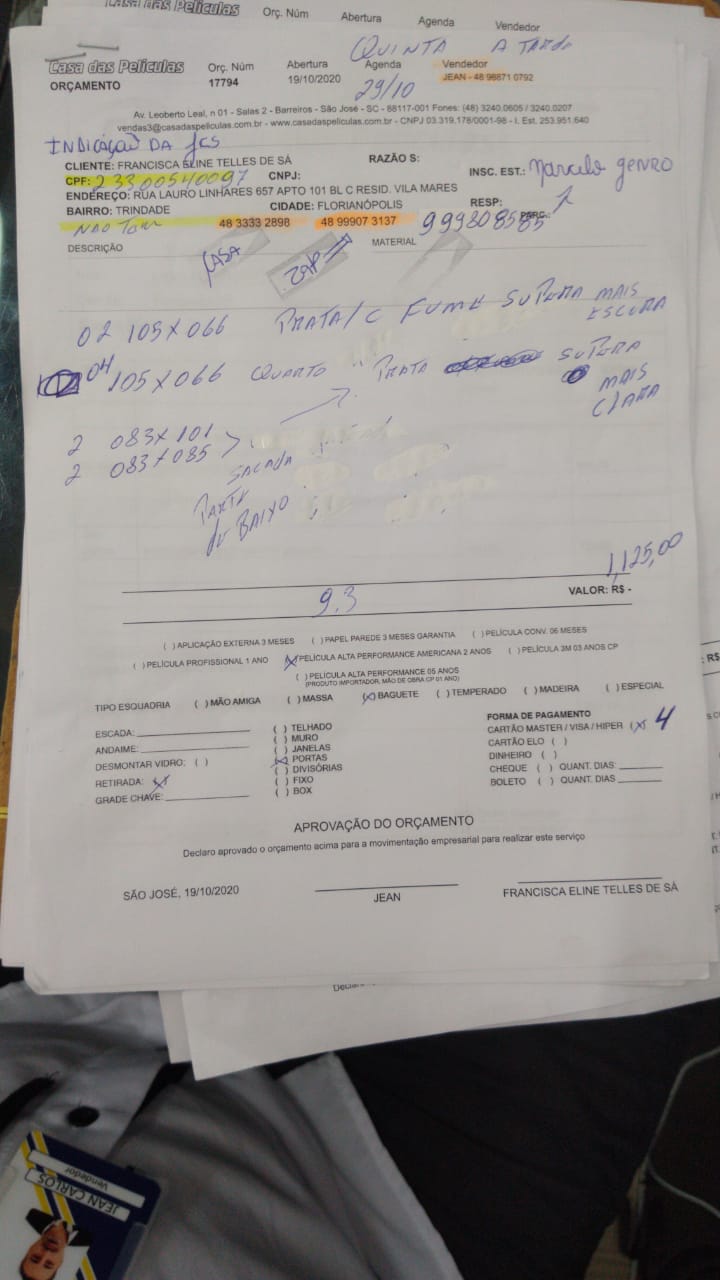 Casa das Películas Orç. Núm Abertura Agenda Vendedor
QUINTA A TARDE
Casa das Películas Orç. Núm Abertura Agenda Vendedor
ORÇAMENTO 17794 19/10/2020 29/10 JEAN - 48 98871 0792
Av. Leoberto Leal, n 01 - Salas 2 - Barreiros - São José - SC - 88117-001 Fones: (48) 3240.0605 / 3240.0207
vendas3@casadaspeliculas.com.br - www.casadaspeliculas.com.br - CNPJ 03.319.178/0001-98 - I. Est. 253.951.640
INDICAÇÃO DA
CLIENTE: FRANCISCA ELINE TELLES DE SÁ RAZÃO S:
CPF: 23300540097 CNPJ: INSC. EST.: Marcelo GENRO
ENDEREÇO: RUA LAURO LINHARES 657 APTO 101 BL C RESID. VILA MARES
BAIRRO: TRINDADE CIDADE: FLORIANÓPOLIS RESP:
NÃO TEM 48 3333 2898 48 99907 3137 999808585
DESCRIÇÃO CASA ZAP MATERIAL
02 105X066 PRATA/C FUME SUPERA MAIS
ESCURA
04 105X066 QUARTO PRATA SUPERA
MAIS
CLARA
2 083X101
2 083X085 >
SACADA
PARTE
DE BAIXO
1,125,00
9.3 VALOR: R$ -
( ) APLICAÇÃO EXTERNA 3 MESES ( ) PAPEL PAREDE 3 MESES GARANTIA ( ) PELÍCULA CONV. 06 MESES
( ) PELÍCULA PROFISSIONAL 1 ANO (X) PELÍCULA ALTA PERFORMANCE AMERICANA 2 ANOS ( ) PELÍCULA 3M 03 ANOS CP
( ) PELÍCULA ALTA PERFORMANCE 05 ANOS
(PRODUTO IMPORTADOR, MÃO DE OBRA CP 01 ANO)
TIPO ESQUADRIA ( ) MÃO AMIGA ( ) MASSA (X) BAGUETE ( ) TEMPERADO ( ) MADEIRA ( ) ESPECIAL
ESCADA: ( ) TELHADO FORMA DE PAGAMENTO
ANDAIME: ( ) MURO CARTÃO MASTER / VISA / HIPER (X) 4
DESMONTAR VIDRO: ( ) ( ) JANELAS CARTÃO ELO ( )
RETIRADA: (X) (X) PORTAS DINHEIRO ( )
GRADE CHAVE: ( ) DIVISÓRIAS CHEQUE ( ) QUANT. DIAS:
( ) FIXO BOLETO ( ) QUANT. DIAS
( ) BOX
APROVAÇÃO DO ORÇAMENTO
Declaro aprovado o orçamento acima para a movimentação empresarial para realizar este serviço
SÃO JOSÉ, 19/10/2020 JEAN FRANCISCA ELINE TELLES DE SÁ
: R$
JEAN CARLOS
Vendedor